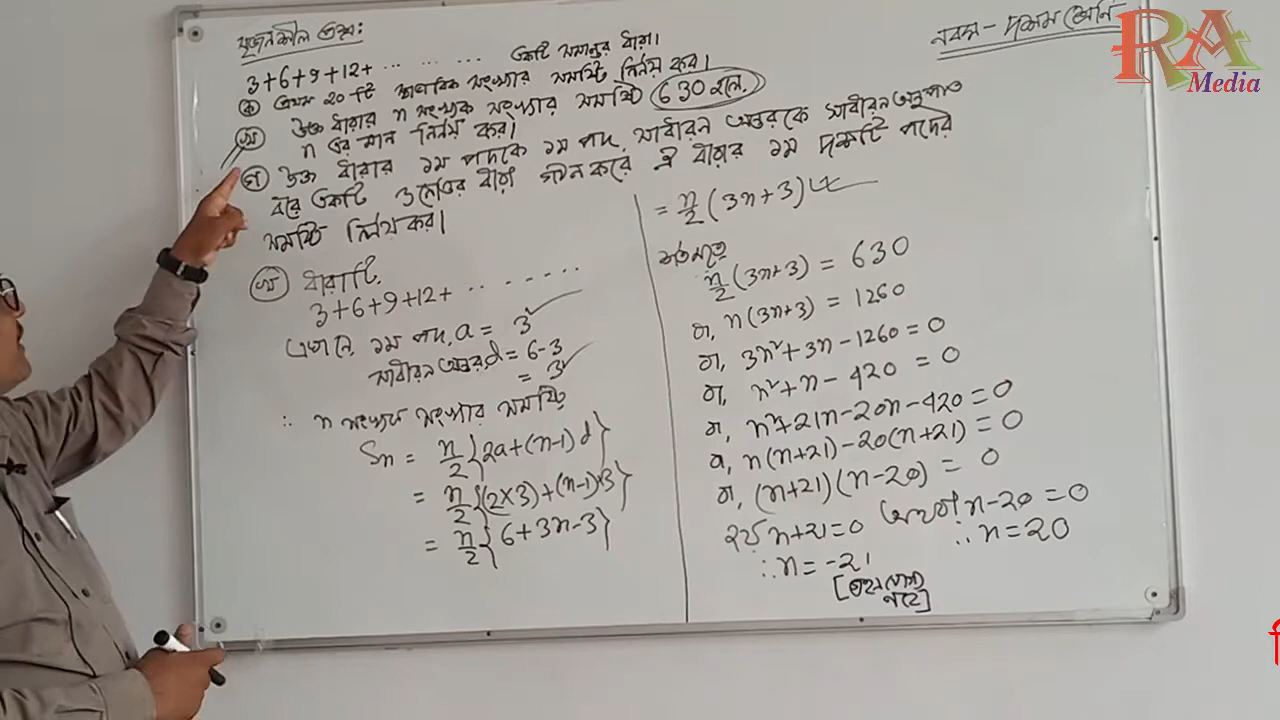 সৃজনশীল প্রশ্ন:
নবম - দশম শ্রেণি
RA
Media
3+6+9+12+ ... ... ... একটি সমান্তর ধারা।
(ক) প্রথম 20 টি স্বাভাবিক সংখ্যার সমষ্টি নির্ণয় কর।
(খ) উক্ত ধারার n সংখ্যক সংখ্যার সমষ্টি 630 হলে,
n এর মান নির্ণয় কর।
(গ) উক্ত ধারার ১ম পদকে ১ম পদ, সাধারন অন্তরকে সাধারন অনুপাত
ধরে একটি গুনোত্তর ধারা গঠন করে ঐ ধারার ১ম দশটি পদের
সমষ্টি নির্ণয় কর।
(খ) ধারাটি,
3+6+9+12+ ... ...
এখানে, ১ম পদ, a = 3
সাধারন অন্তর, d = 6-3
= 3
∴ n সংখ্যক সংখ্যার সমষ্টি
Sn = n/2 {2a+(n-1)d}
= n/2 {(2×3)+(n-1)×3}
= n/2 {6+3n-3}
= n/2 (3n+3)
শর্তমতে,
n/2 (3n+3) = 630
বা, n(3n+3) = 1260
বা, 3n²+3n-1260 = 0
বা, n²+n-420 = 0
বা, n²+21n-20n-420 = 0
বা, n(n+21)-20(n+21) = 0
বা, (n+21)(n-20) = 0
হয় n+21=0 অথবা n-20 = 0
∴ n = -21 ∴ n = 20
[গ্রহণযোগ্য
নহে]